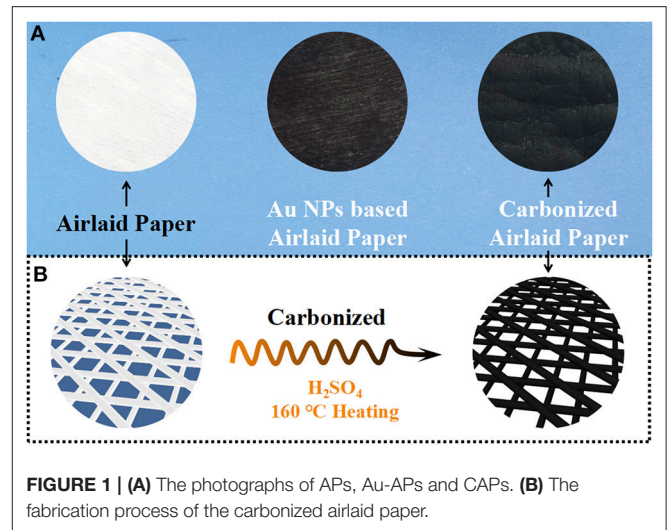 A
Airlaid Paper
Au NPs based
Airlaid Paper
Carbonized
Airlaid Paper
B
Carbonized
H₂SO₄
160 °C Heating
FIGURE 1 | (A) The photographs of APs, Au-APs and CAPs. (B) The
fabrication process of the carbonized airlaid paper.